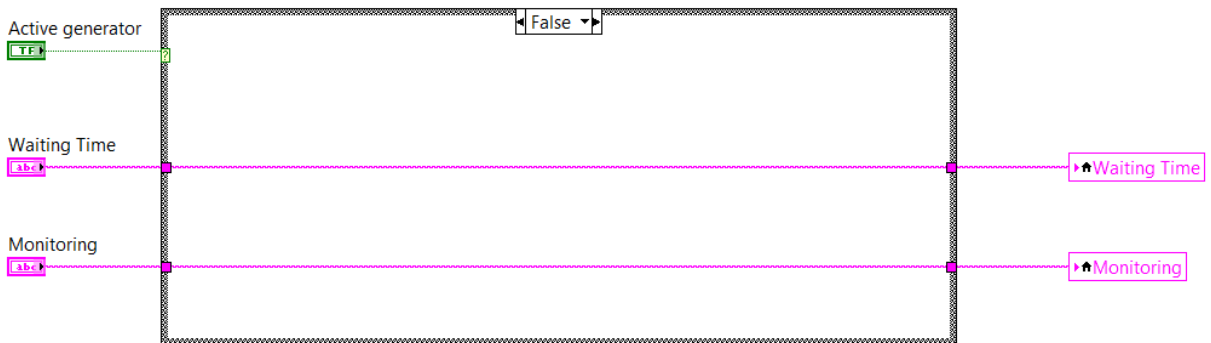 False
Active generator
TF
?
Waiting Time
abc
Waiting Time
Monitoring
abc
Monitoring